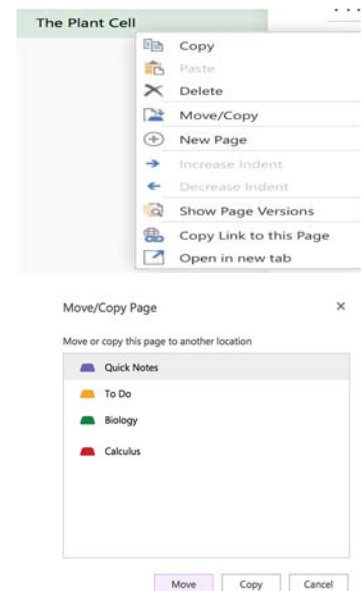 The Plant Cell
Copy
Paste
Delete
Move/Copy
New Page
Increase Indent
Decrease Indent
Show Page Versions
Copy Link to this Page
Open in new tab
Move/Copy Page
Move or copy this page to another location
Quick Notes
To Do
Biology
Calculus
Move Copy Cancel